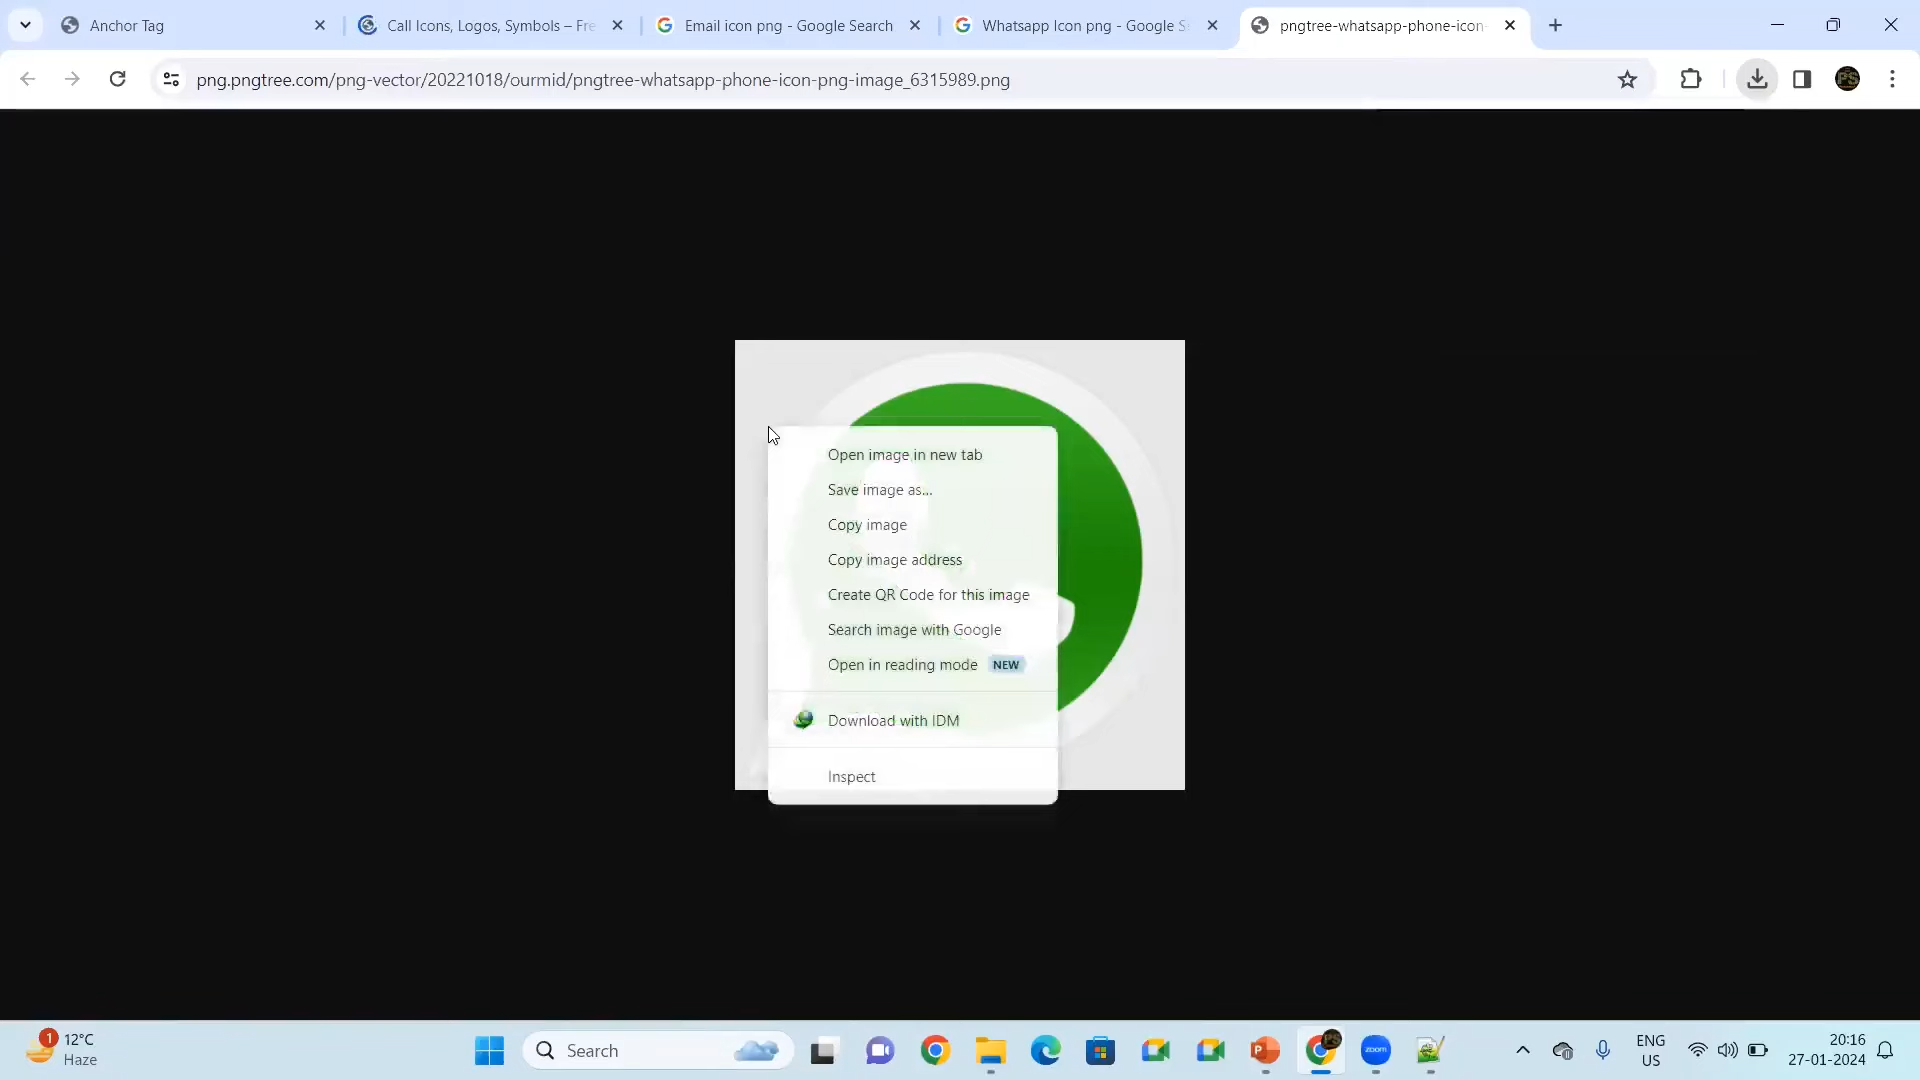 Anchor Tag
Call Icons, Logos, Symbols – Fre
Email icon png - Google Search
Whatsapp Icon png - Google S
pngtree-whatsapp-phone-icon-
png.pngtree.com/png-vector/20221018/ourmid/pngtree-whatsapp-phone-icon-png-image_6315989.png
PS
Open image in new tab
Save image as...
Copy image
Copy image address
Create QR Code for this image
Search image with Google
Open in reading mode NEW
Download with IDM
Inspect
1
12°C
Haze
Search
P
PS
zoom
ENG
US
20:16
27-01-2024